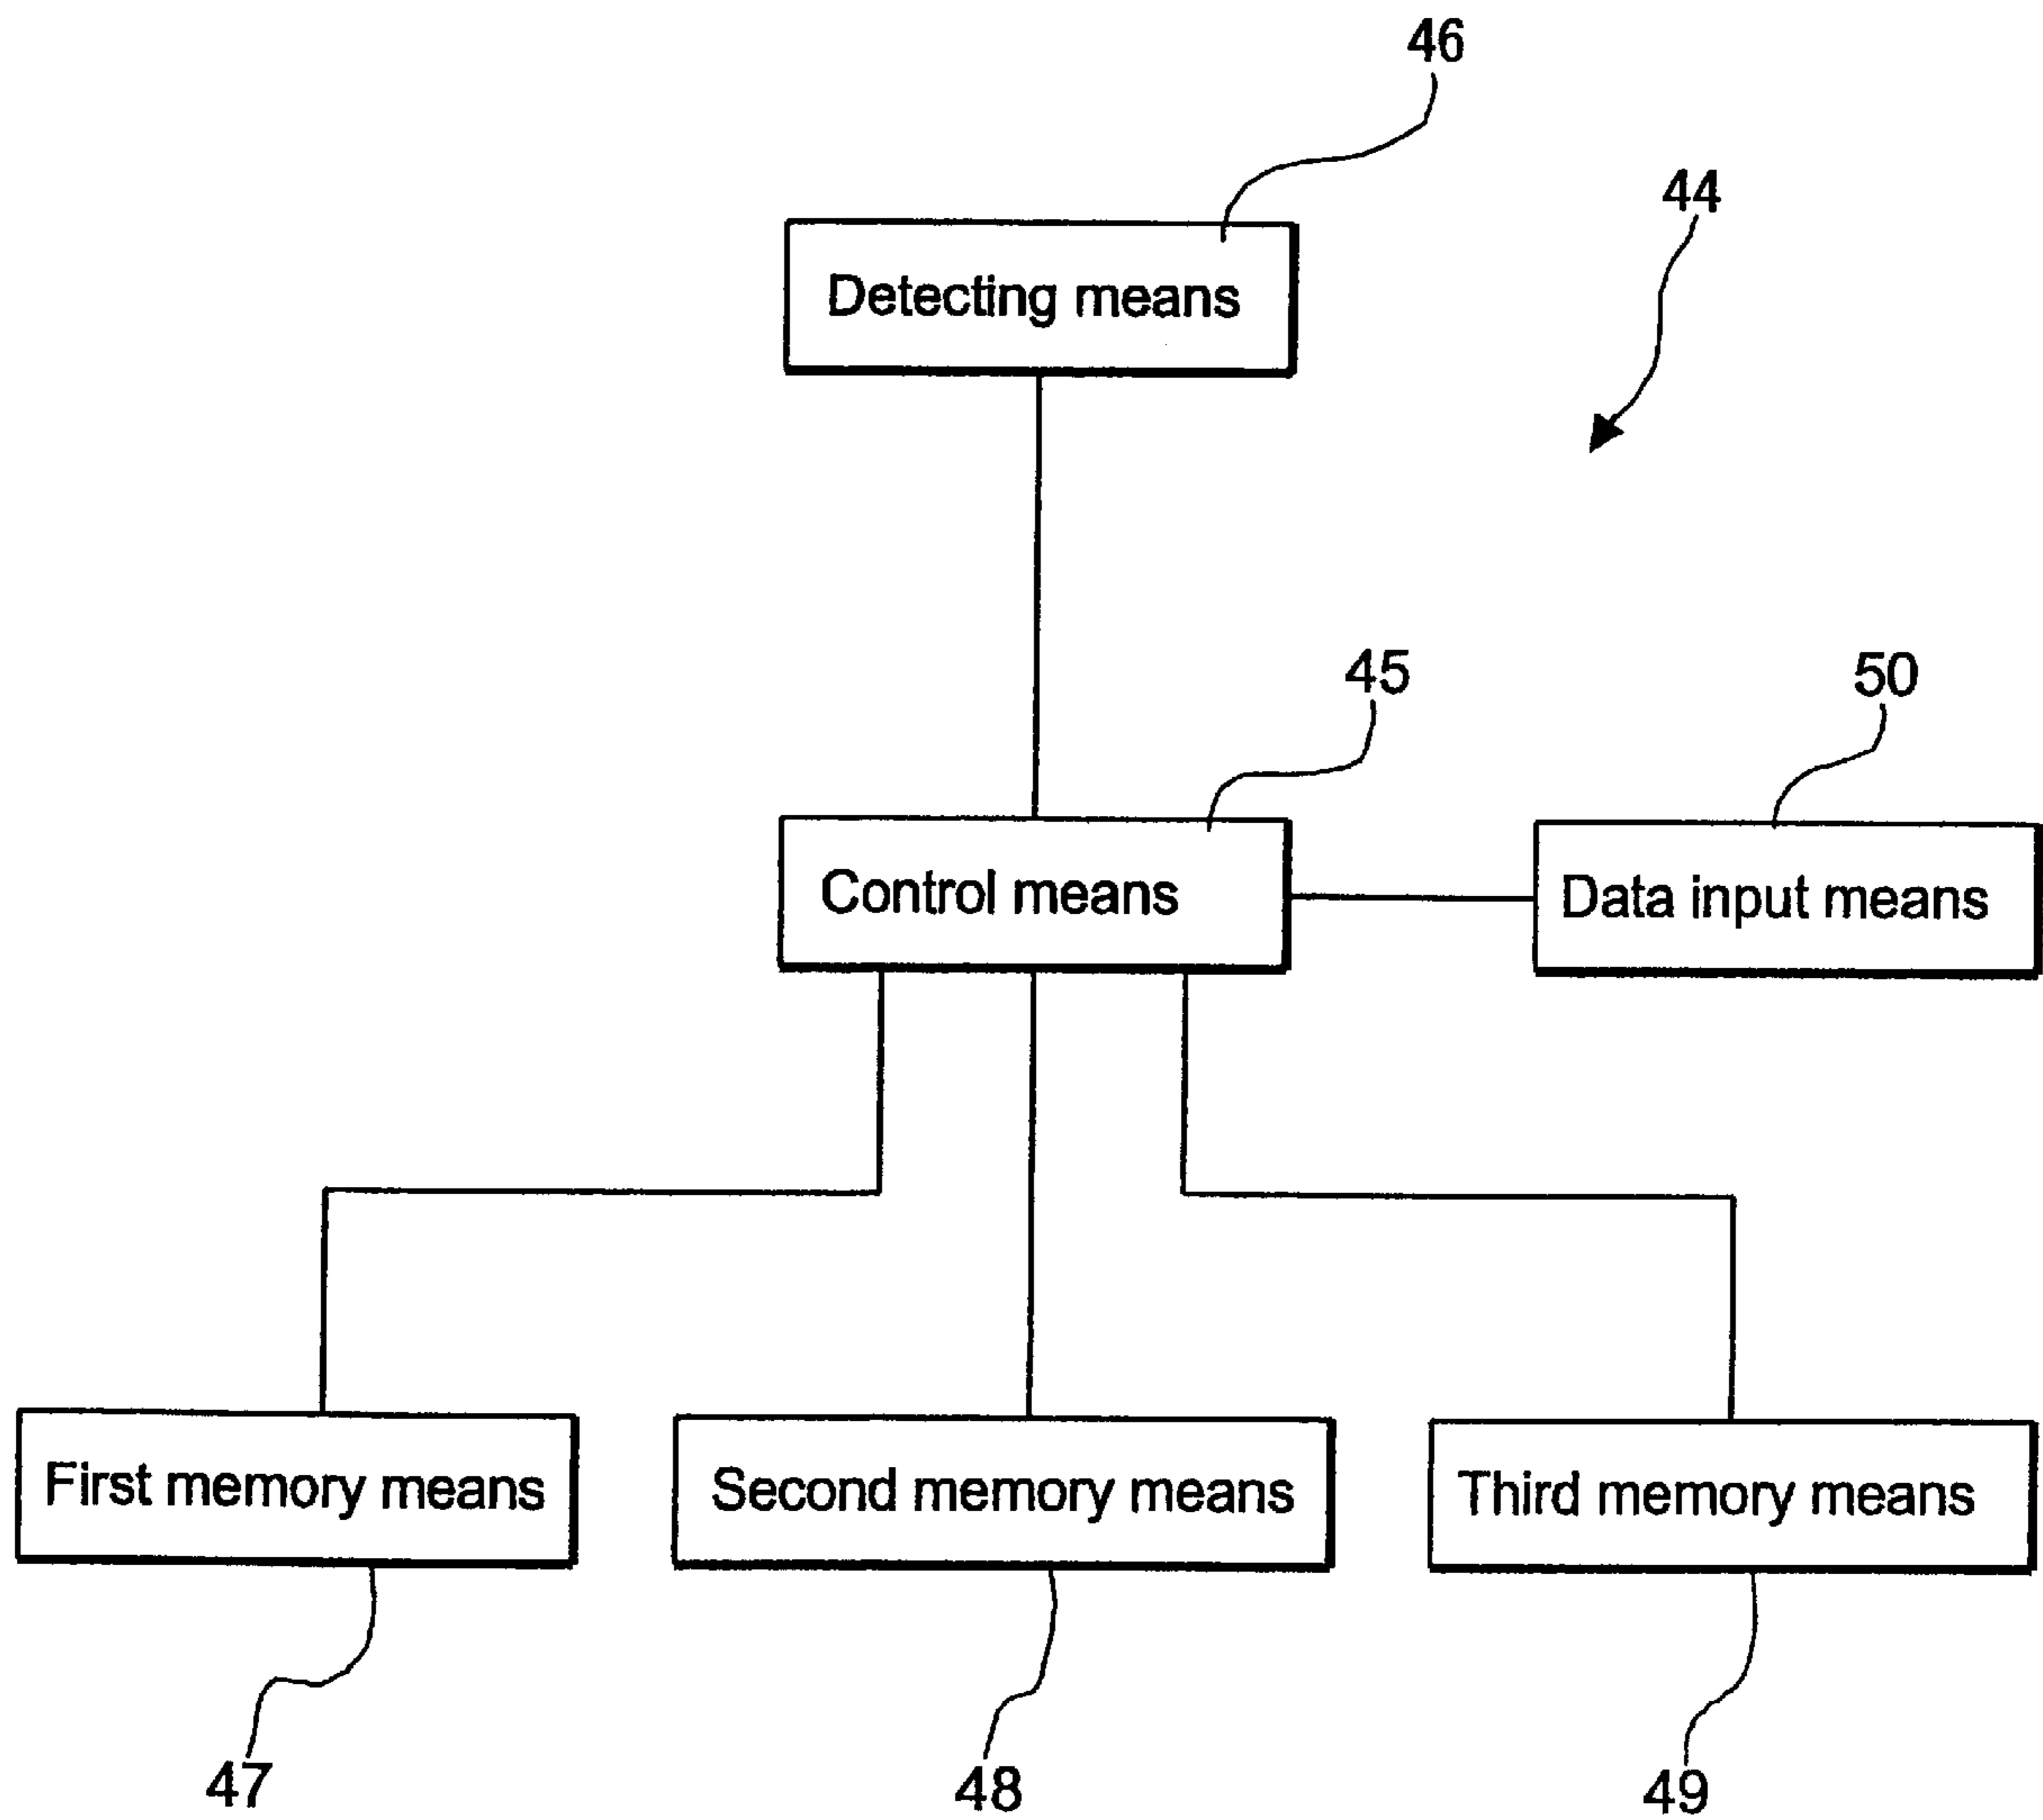 46
44
Detecting means
45
50
Control means
Data input means
First memory means
Second memory means
Third memory means
47
48
49